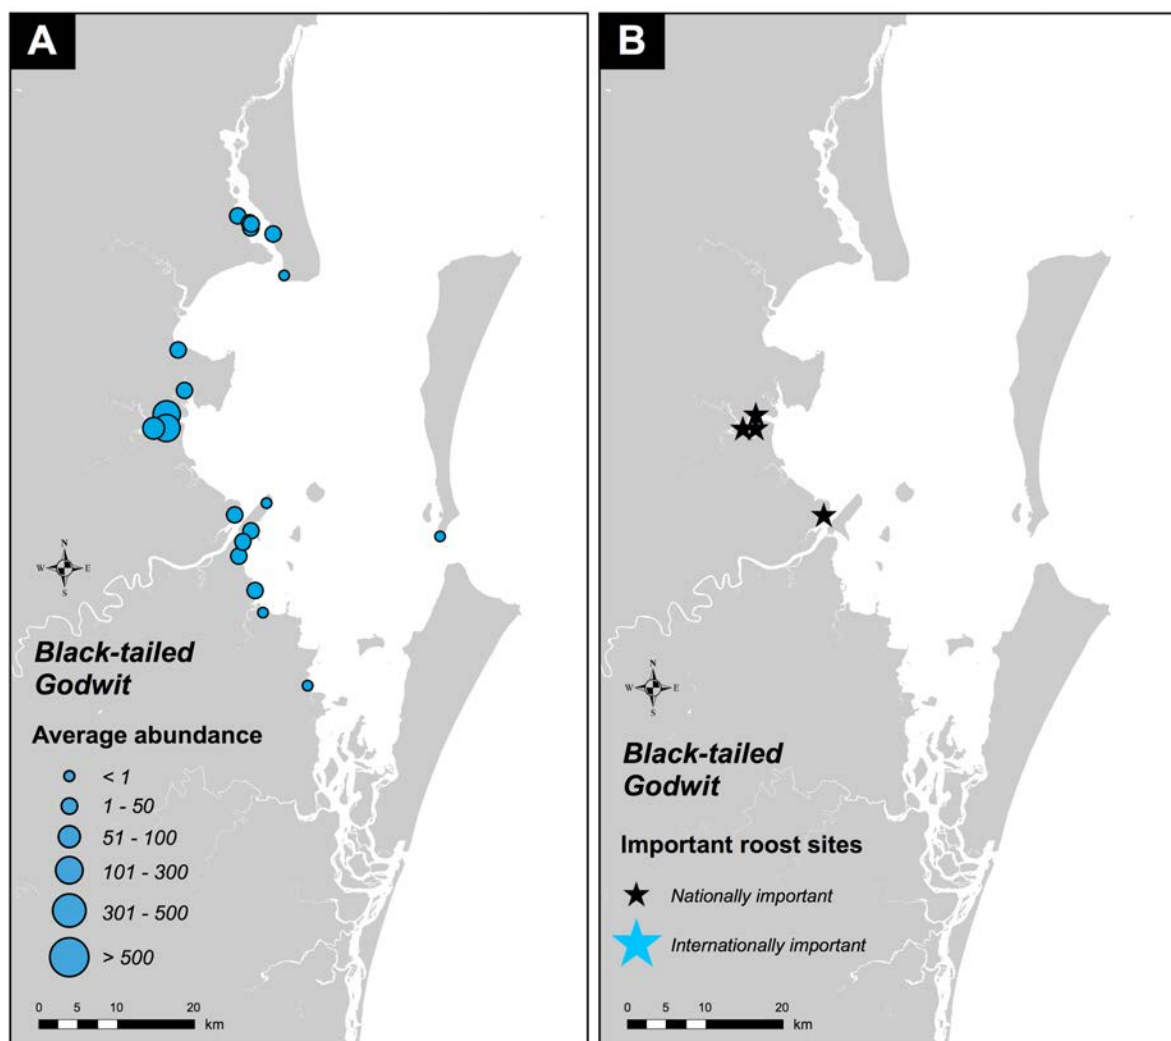 A
N
W E
S
Black-tailed
Godwit
Average abundance
< 1
1 - 50
51 - 100
101 - 300
301 - 500
> 500
0 5 10 20
km
B
N
W E
S
Black-tailed
Godwit
Important roost sites
Nationally important
Internationally important
0 5 10 20
km